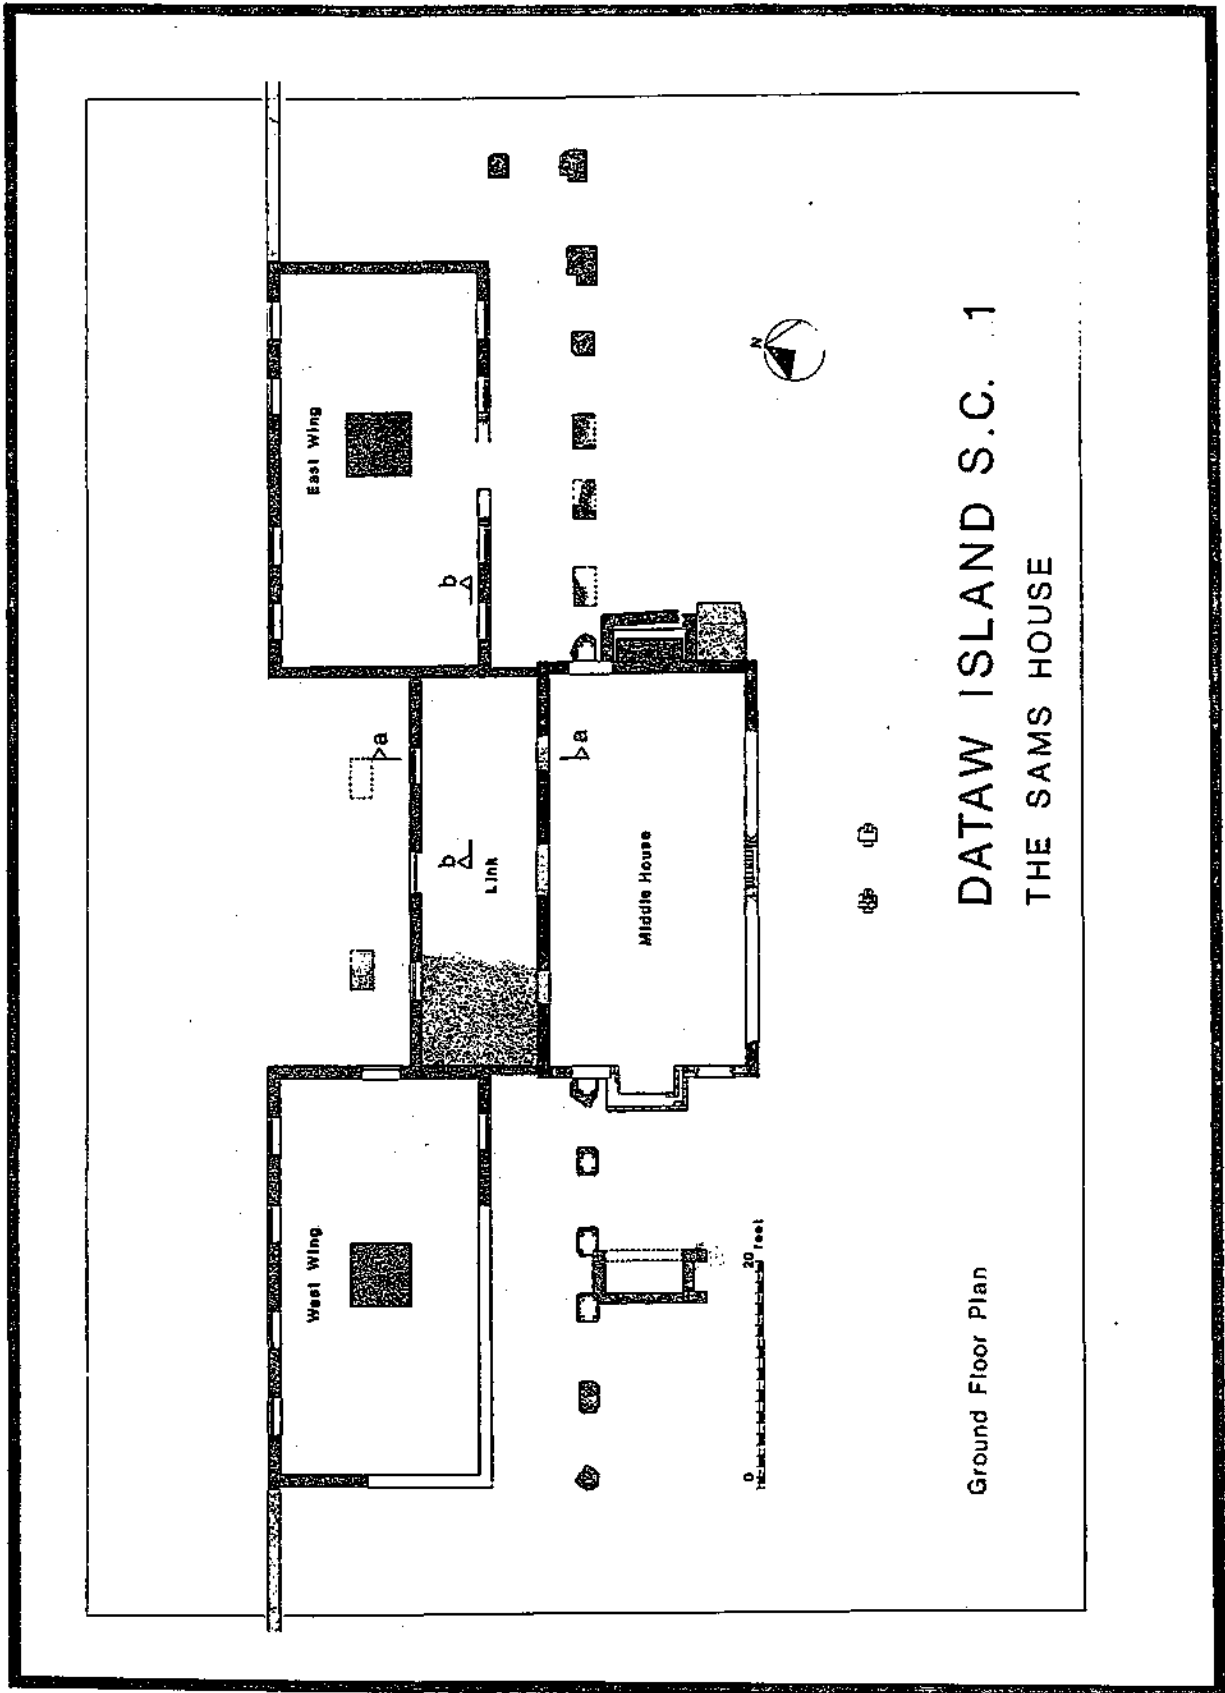 West Wing
East Wing
a
b
b
Link
a
Middle House
N
0 20 feet
DATAW ISLAND S.C. 1
Ground Floor Plan
THE SAMS HOUSE